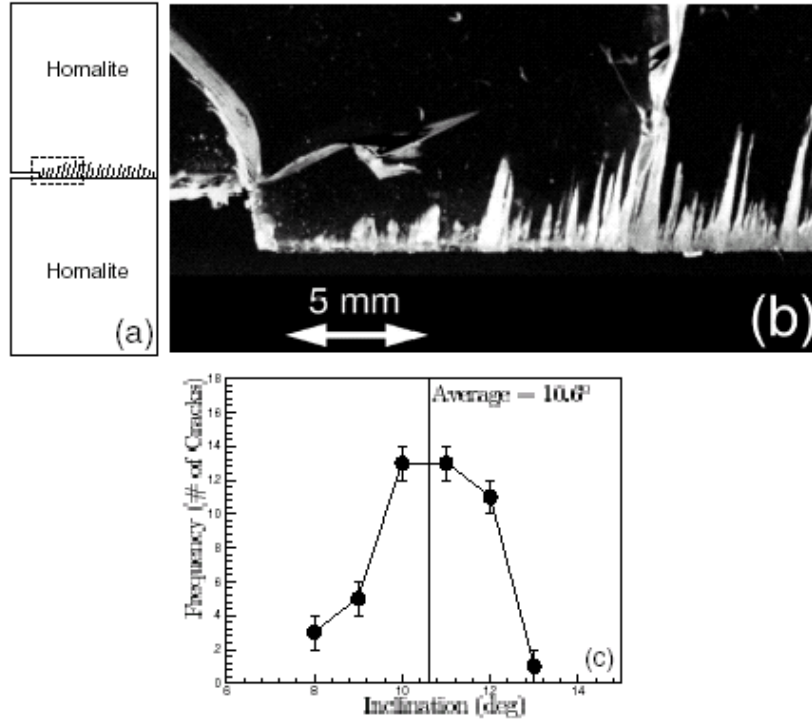 Homalite
Homalite
(a)
5 mm
(b)
Frequency (# of Cracks)
18
16
14
12
10
8
6
4
2
0
Average = 10.6º
(c)
6
8
10
12
14
Inclination (deg)